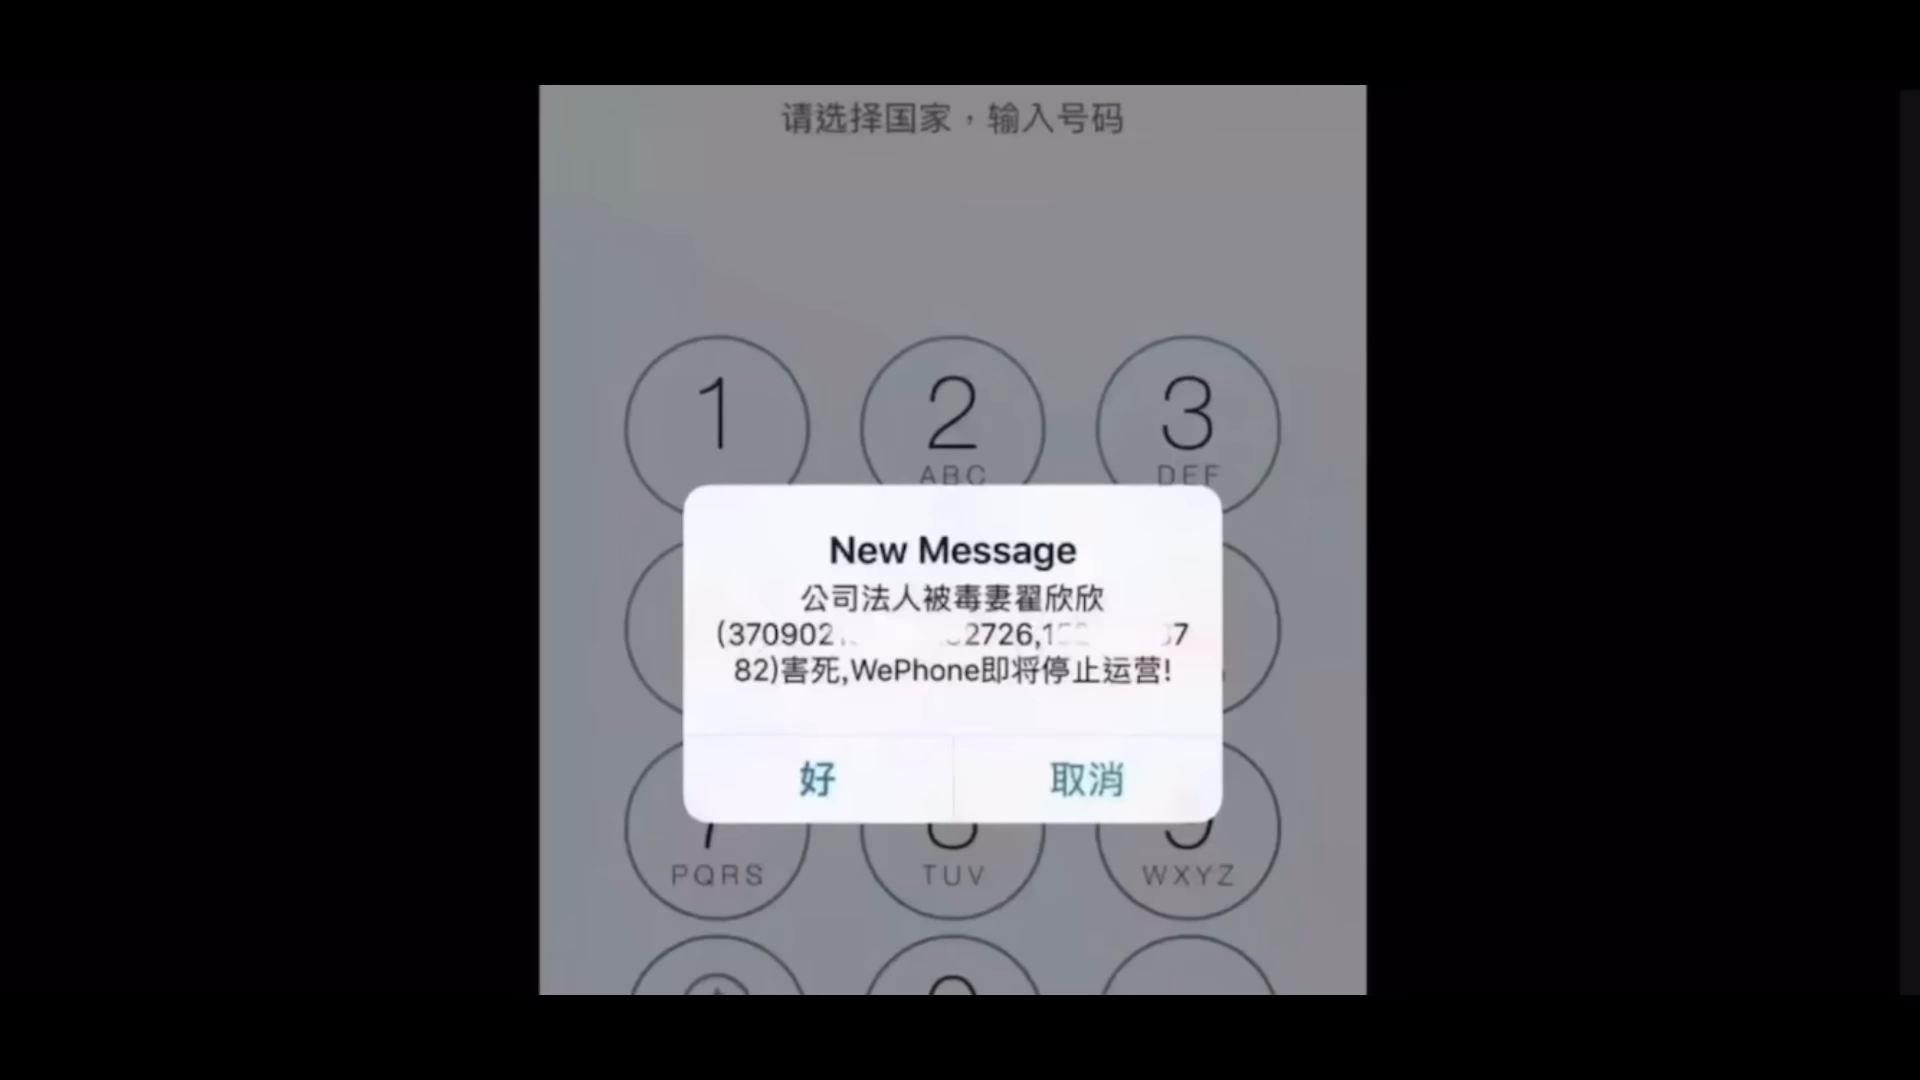 请选择国家，输入号码
1
2
3
ABC
DEF
New Message
公司法人被毒妻翟欣欣
(370902 2726,1 7
82)害死,WePhone即将停止运营!
好
取消
PQRS
TUV
WXYZ